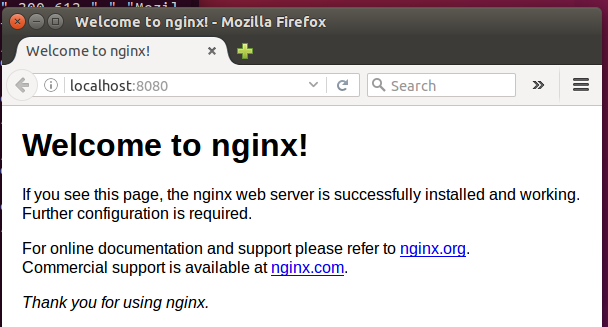 " 200 612 "-" "Mozil
Welcome to nginx! - Mozilla Firefox
Welcome to nginx!
localhost:8080
Search
Welcome to nginx!
If you see this page, the nginx web server is successfully installed and working.
Further configuration is required.
For online documentation and support please refer to nginx.org.
Commercial support is available at nginx.com.
Thank you for using nginx.